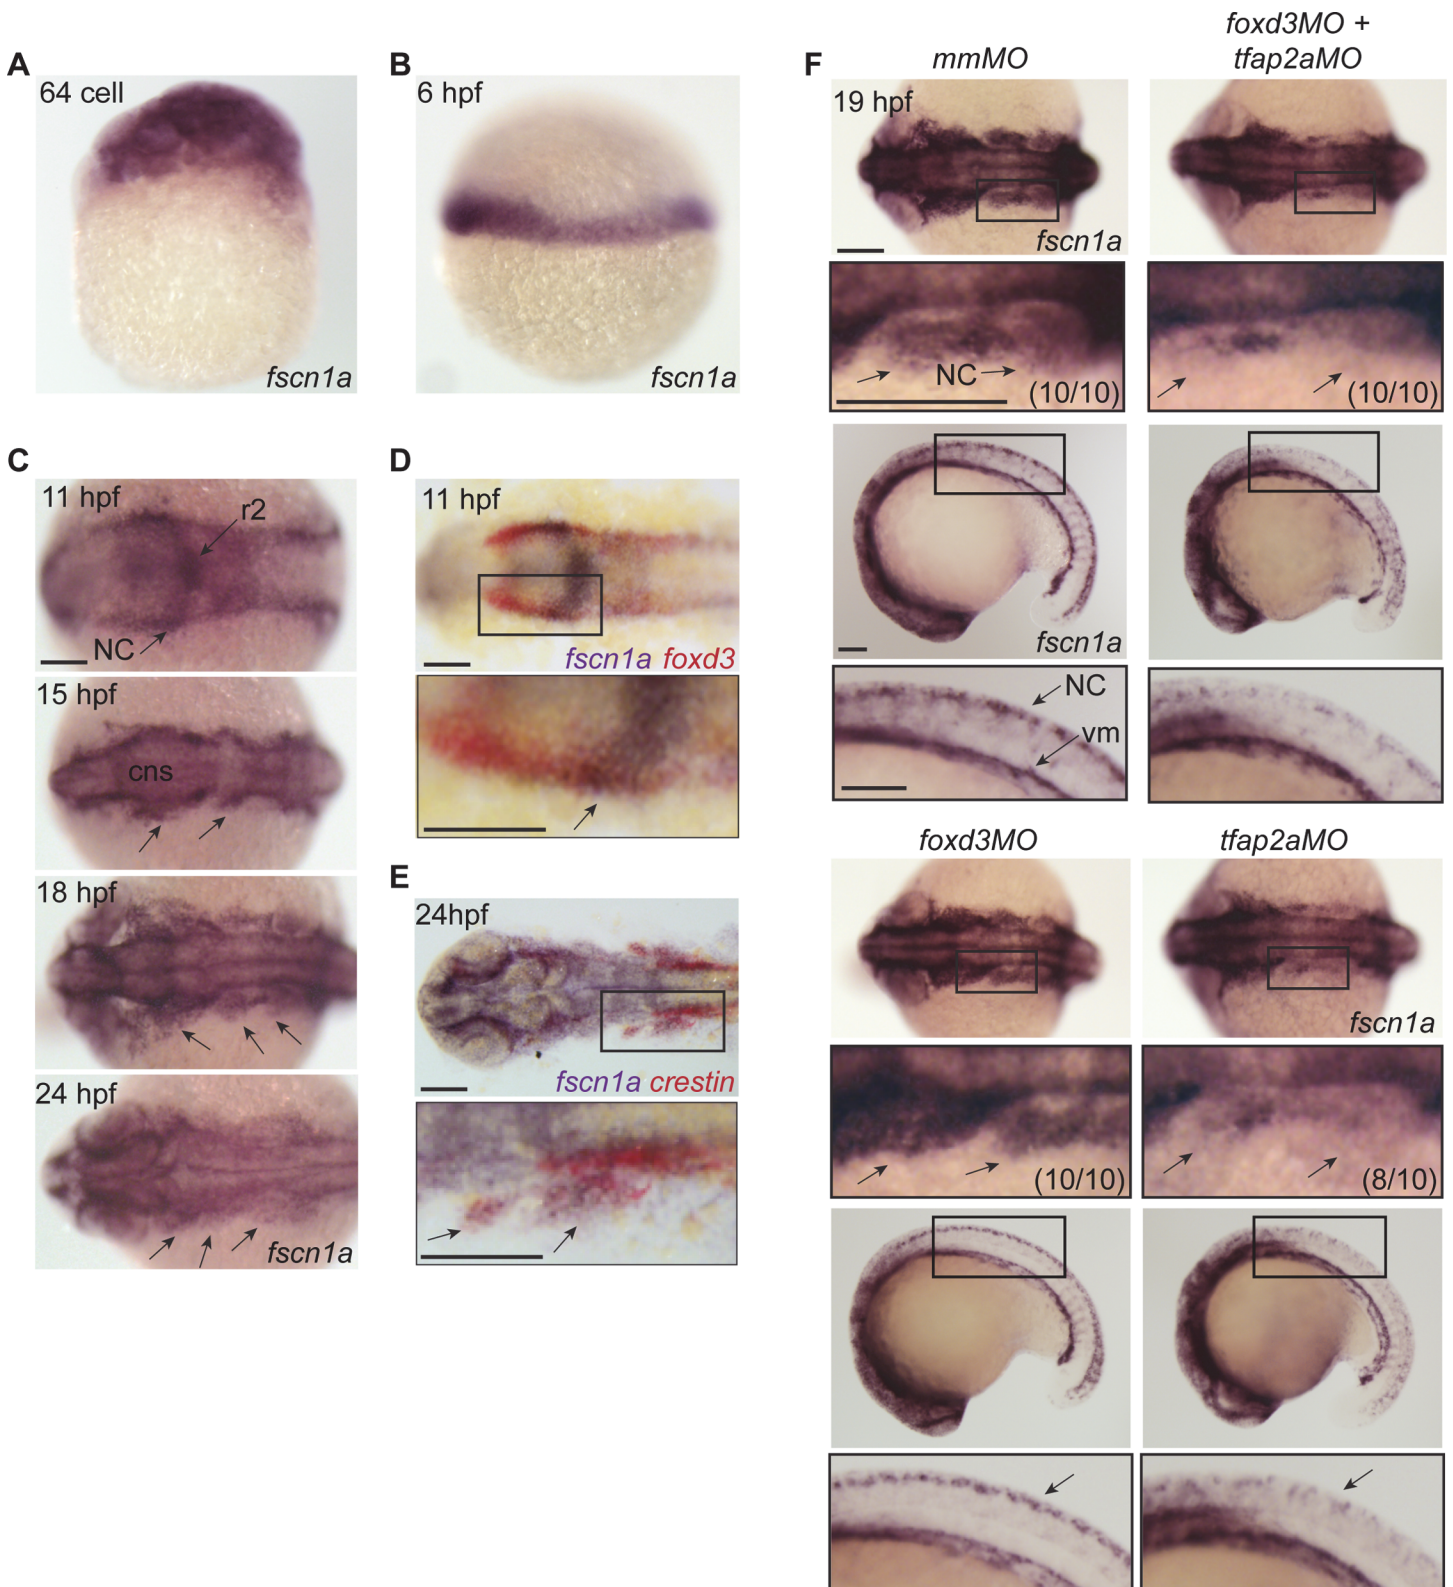 A
64 cell
fscn1a
B
6 hpf
fscn1a
C
11 hpf
r2
NC
15 hpf
cns
18 hpf
24 hpf
fscn1a
D
11 hpf
fscn1a foxd3
E
24hpf
fscn1a crestin
F
mmMO
foxd3MO +
tfap2aMO
19 hpf
fscn1a
NC
(10/10)
(10/10)
fscn1a
NC
vm
foxd3MO
tfap2aMO
fscn1a
(10/10)
(8/10)